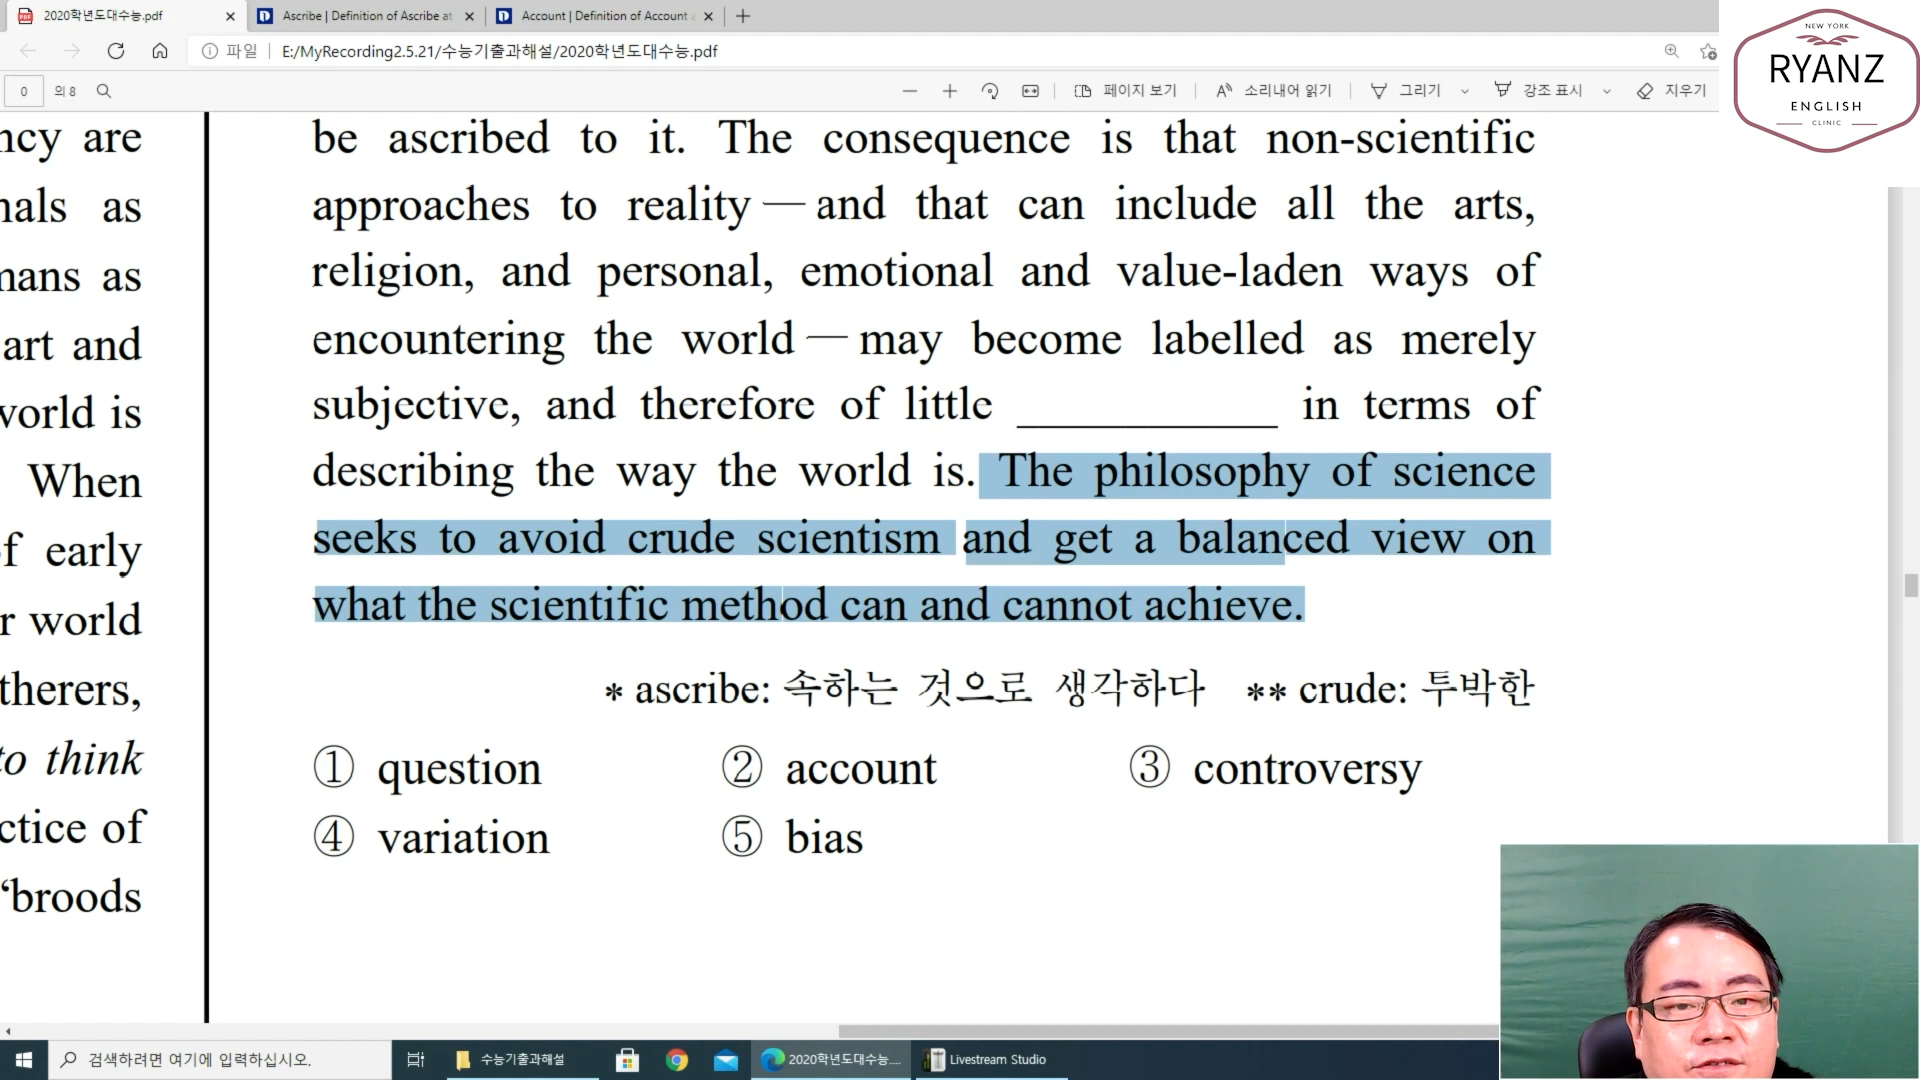 2020학년도대수능.pdf
Ascribe | Definition of Ascribe at
Account | Definition of Account a
파일
E:/MyRecording2.5.21/수능기출과해설/2020학년도대수능.pdf
0 의 8
페이지 보기
소리내어 읽기
그리기
강조 표시
지우기
NEW YORK
RYANZ
ENGLISH
CLINIC
ncy are
nals as
mans as
art and
world is
When
of early
r world
therers,
to think
ctice of
“broods
be ascribed to it. The consequence is that non-scientific
approaches to reality — and that can include all the arts,
religion, and personal, emotional and value-laden ways of
encountering the world — may become labelled as merely
subjective, and therefore of little ____________ in terms of
describing the way the world is. The philosophy of science
seeks to avoid crude scientism and get a balanced view on
what the scientific method can and cannot achieve.
* ascribe: 속하는 것으로 생각하다 ** crude: 투박한
① question ② account ③ controversy
④ variation ⑤ bias
검색하려면 여기에 입력하십시오.
수능기출과해설
2020학년도대수능....
Livestream Studio